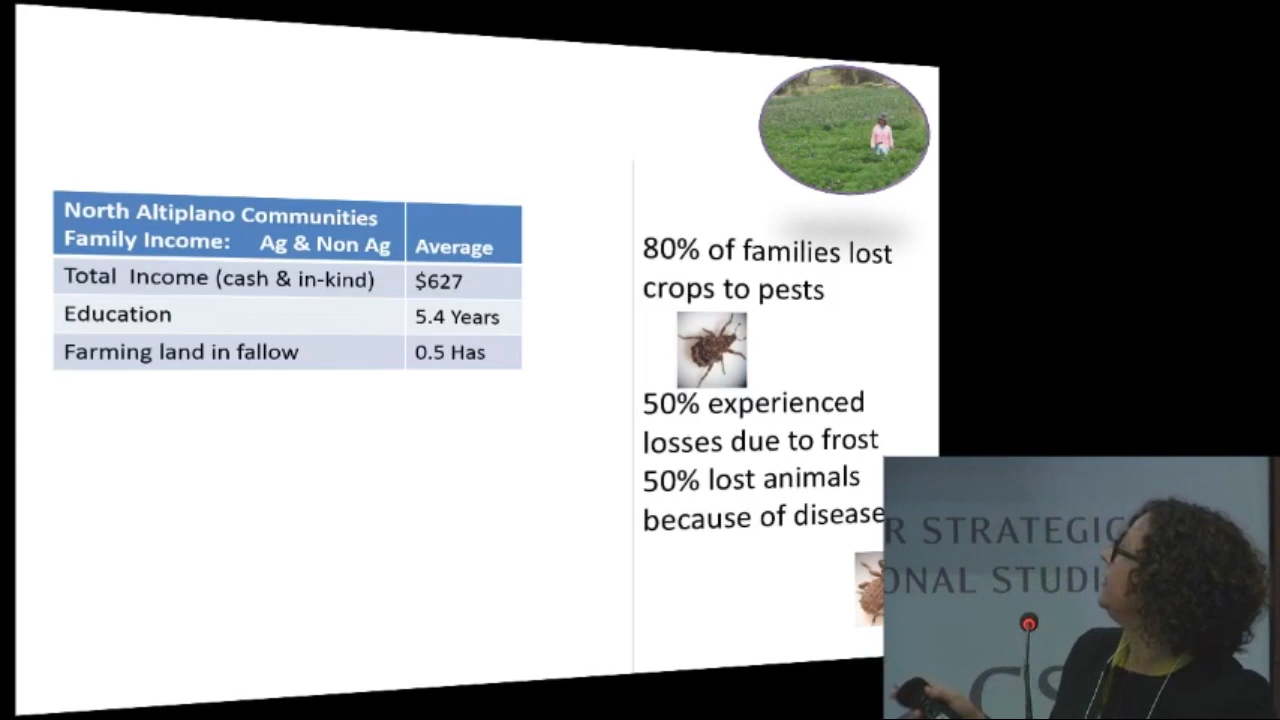 North Altiplano Communities
Family Income: Ag & Non Ag Average
Total Income (cash & in-kind) $627
Education 5.4 Years
Farming land in fallow 0.5 Has
80% of families lost
crops to pests
50% experienced
losses due to frost
50% lost animals
because of disease
R STRATEGIC
ONAL STUDI
CS